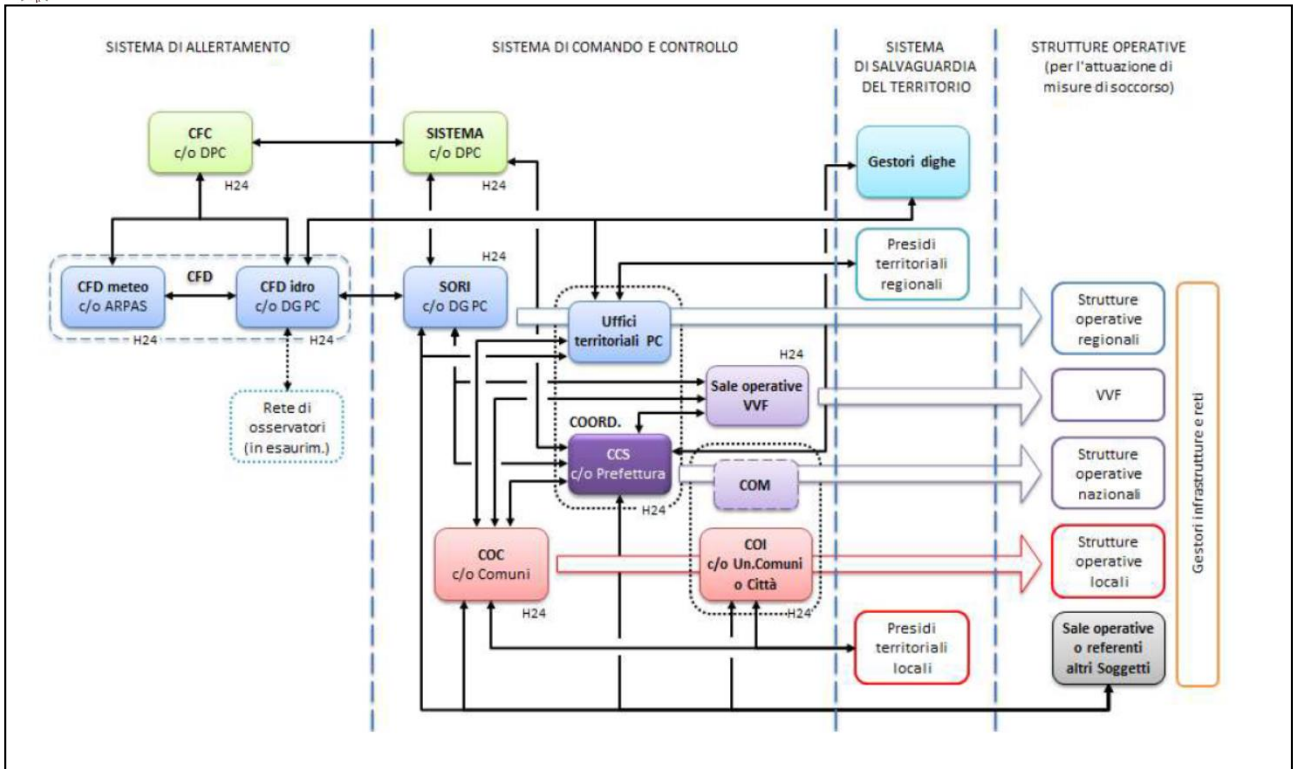 SISTEMA DI ALLERTAMENTO
SISTEMA DI COMANDO E CONTROLLO
SISTEMA
DI SALVAGUARDIA
DEL TERRITORIO
STRUTTURE OPERATIVE
(per l'attuazione di
misure di soccorso)
CFC
c/o DPC
H24
SISTEMA
c/o DPC
H24
Gestori dighe
CFD
CFD meteo
c/o ARPAS
H24
CFD idro
c/o DG PC
H24
H24
SORI
c/o DG PC
Uffici
territoriali PC
Presidi
territoriali
regionali
Strutture
operative
regionali
Rete di
osservatori
(in esaurim.)
H24
Sale operative
VVF
VVF
COORD.
CCS
c/o Prefettura
H24
COM
Strutture
operative
nazionali
COC
c/o Comuni
H24
COI
c/o Un.Comuni
o Città
H24
Strutture
operative
locali
Presidi
territoriali
locali
Sale operative
o referenti
altri Soggetti
Gestori infrastrutture e reti